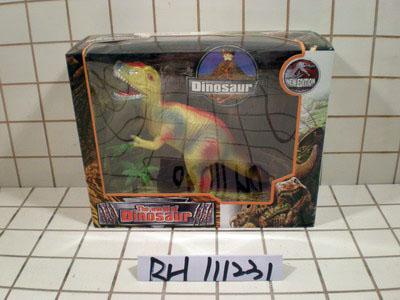 Dinosaur
NEW EDITION
The world of
Dinosaur
RH 111231